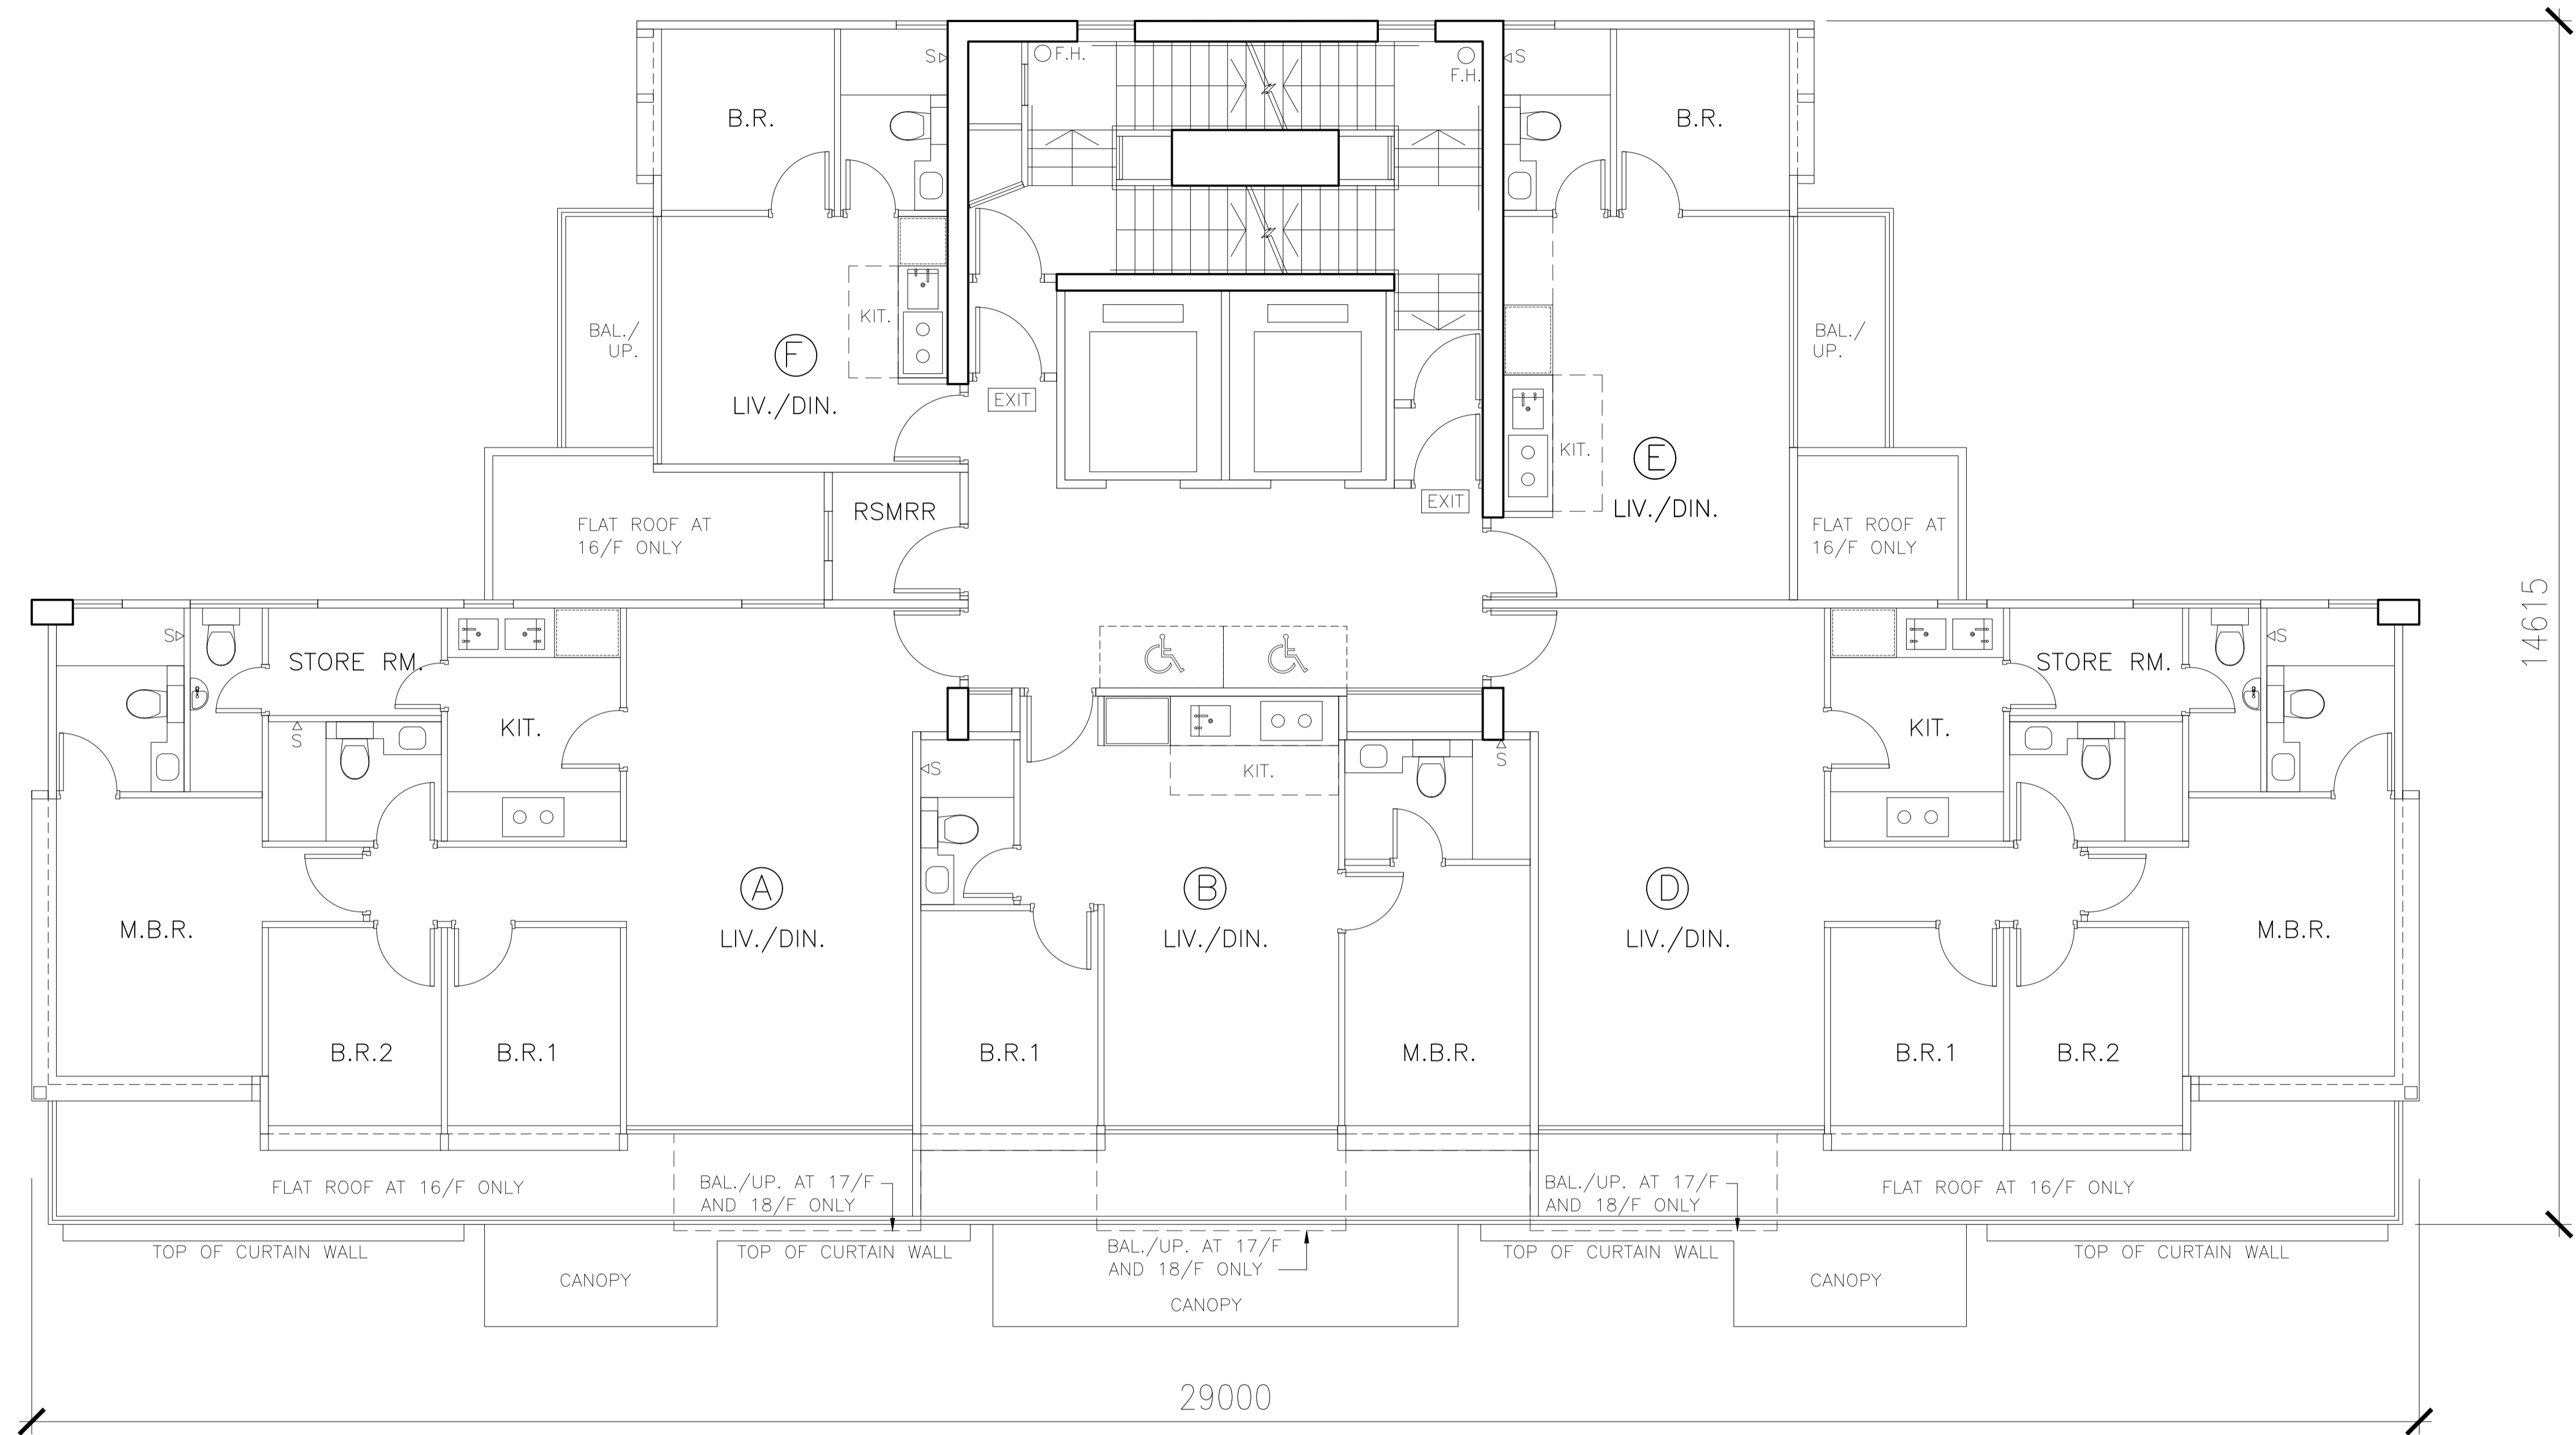 F.H.
F.H.
S
S
B.R.
B.R.
KIT.
BAL./
UP.
BAL./
UP.
F
LIV./DIN.
EXIT
KIT.
E
LIV./DIN.
EXIT
RSMRR
FLAT ROOF AT
16/F ONLY
FLAT ROOF AT
16/F ONLY
14615
S
STORE RM.
S
KIT.
S
KIT.
S
S
STORE RM.
KIT.
S
A
LIV./DIN.
B
LIV./DIN.
D
LIV./DIN.
M.B.R.
M.B.R.
B.R.2
B.R.1
B.R.1
M.B.R.
B.R.1
B.R.2
FLAT ROOF AT 16/F ONLY
BAL./UP. AT 17/F
AND 18/F ONLY
BAL./UP. AT 17/F
AND 18/F ONLY
FLAT ROOF AT 16/F ONLY
TOP OF CURTAIN WALL
TOP OF CURTAIN WALL
BAL./UP. AT 17/F
AND 18/F ONLY
TOP OF CURTAIN WALL
TOP OF CURTAIN WALL
CANOPY
CANOPY
CANOPY
29000